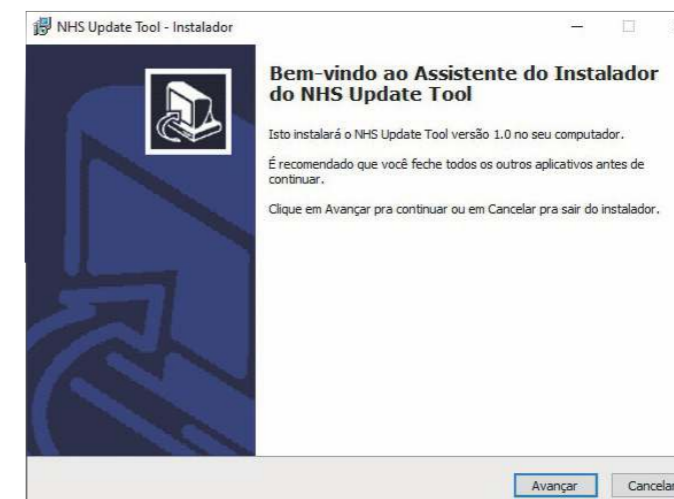 NHS Update Tool - Instalador
Bem-vindo ao Assistente do Instalador
do NHS Update Tool
Isto instalará o NHS Update Tool versão 1.0 no seu computador.
É recomendado que você feche todos os outros aplicativos antes de
continuar.
Clique em Avançar pra continuar ou em Cancelar pra sair do instalador.
Avançar
Cancelar